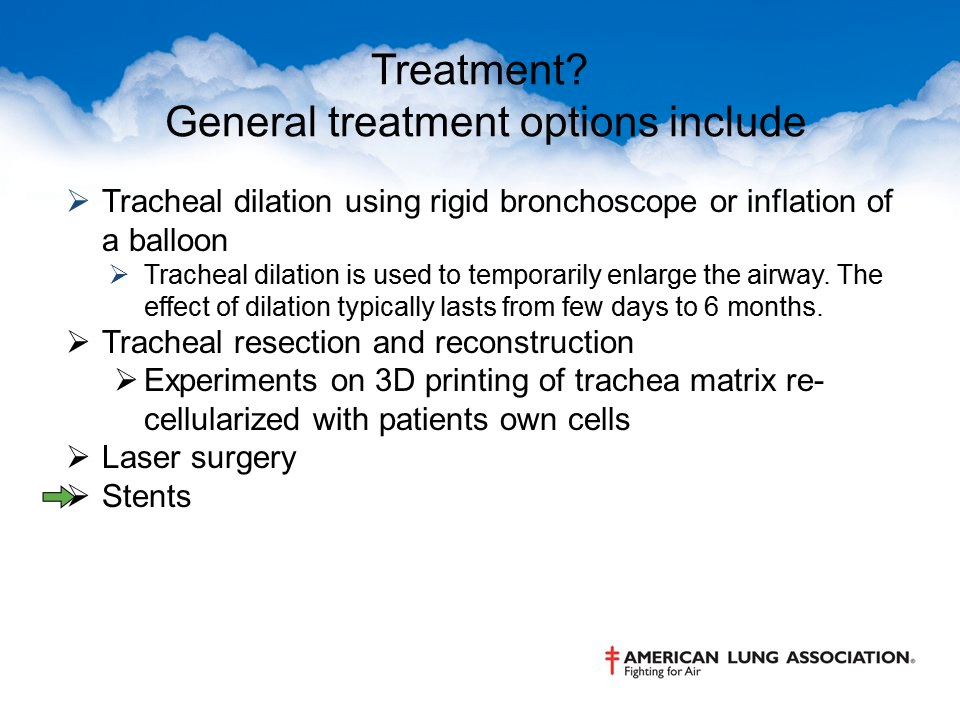 Treatment?
General treatment options include
Tracheal dilation using rigid bronchoscope or inflation of
a balloon
Tracheal dilation is used to temporarily enlarge the airway. The
effect of dilation typically lasts from few days to 6 months.
Tracheal resection and reconstruction
Experiments on 3D printing of trachea matrix re-
cellularized with patients own cells
Laser surgery
Stents
AMERICAN LUNG ASSOCIATION®
Fighting for Air